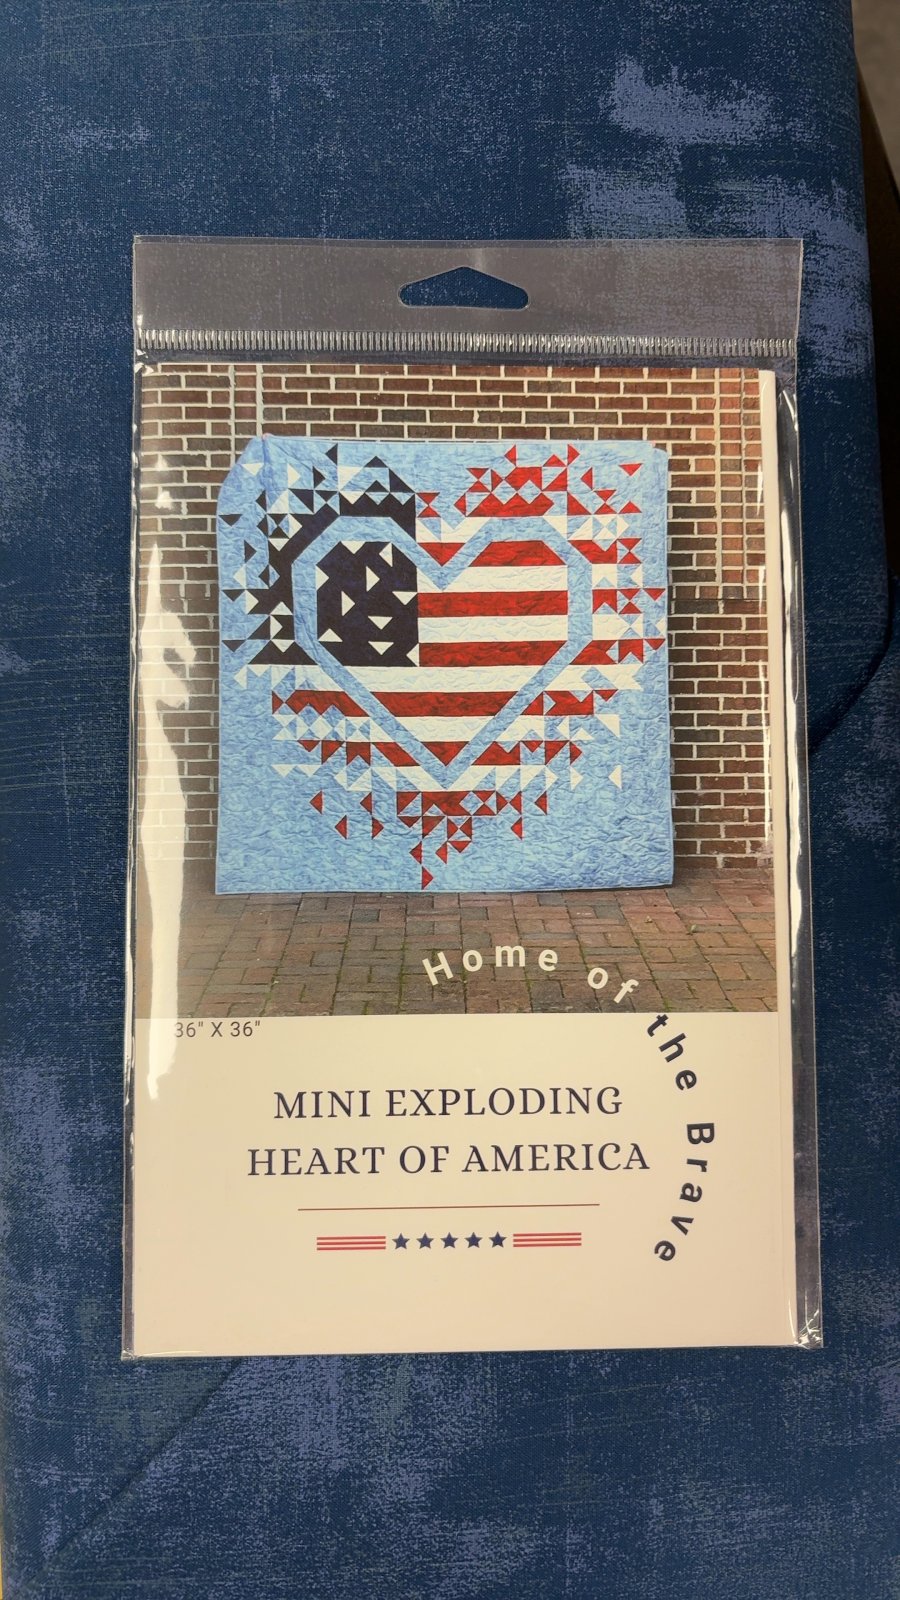 Home of the Brave
36" X 36"
MINI EXPLODING
HEART OF AMERICA